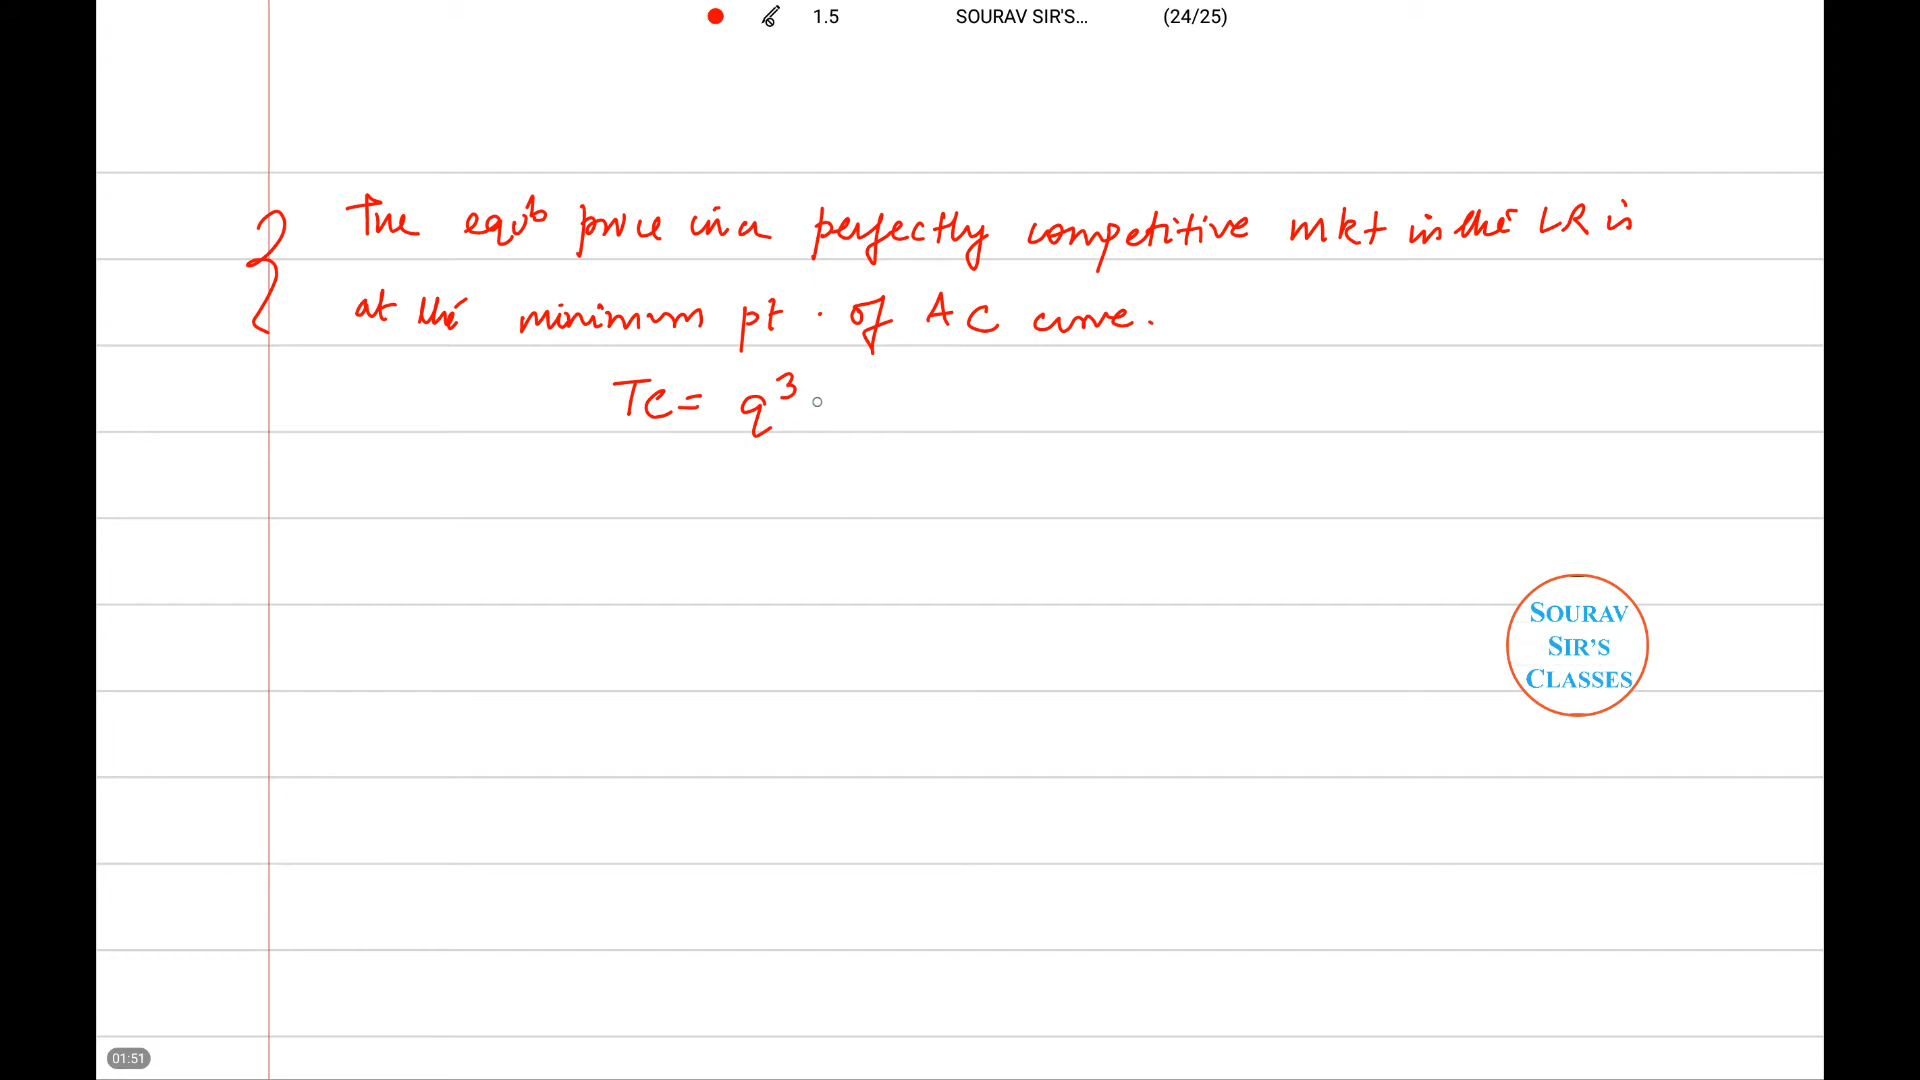 1.5 SOURAV SIR'S... (24/25)
The equib price in a perfectly competitive mkt in the LR is
at the minimum pt. of AC curve.
TC = q³
SOURAV
SIR'S
CLASSES
01:51